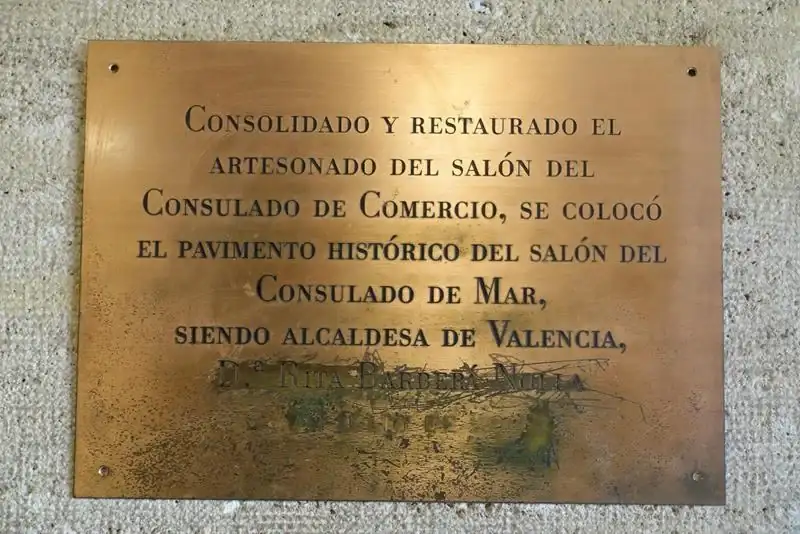 Consolidado y restaurado el
artesonado del salón del
Consulado de Comercio, se colocó
el pavimento histórico del salón del
Consulado de Mar,
siendo alcaldesa de Valencia,
D.ª Rita Barberá Nolla